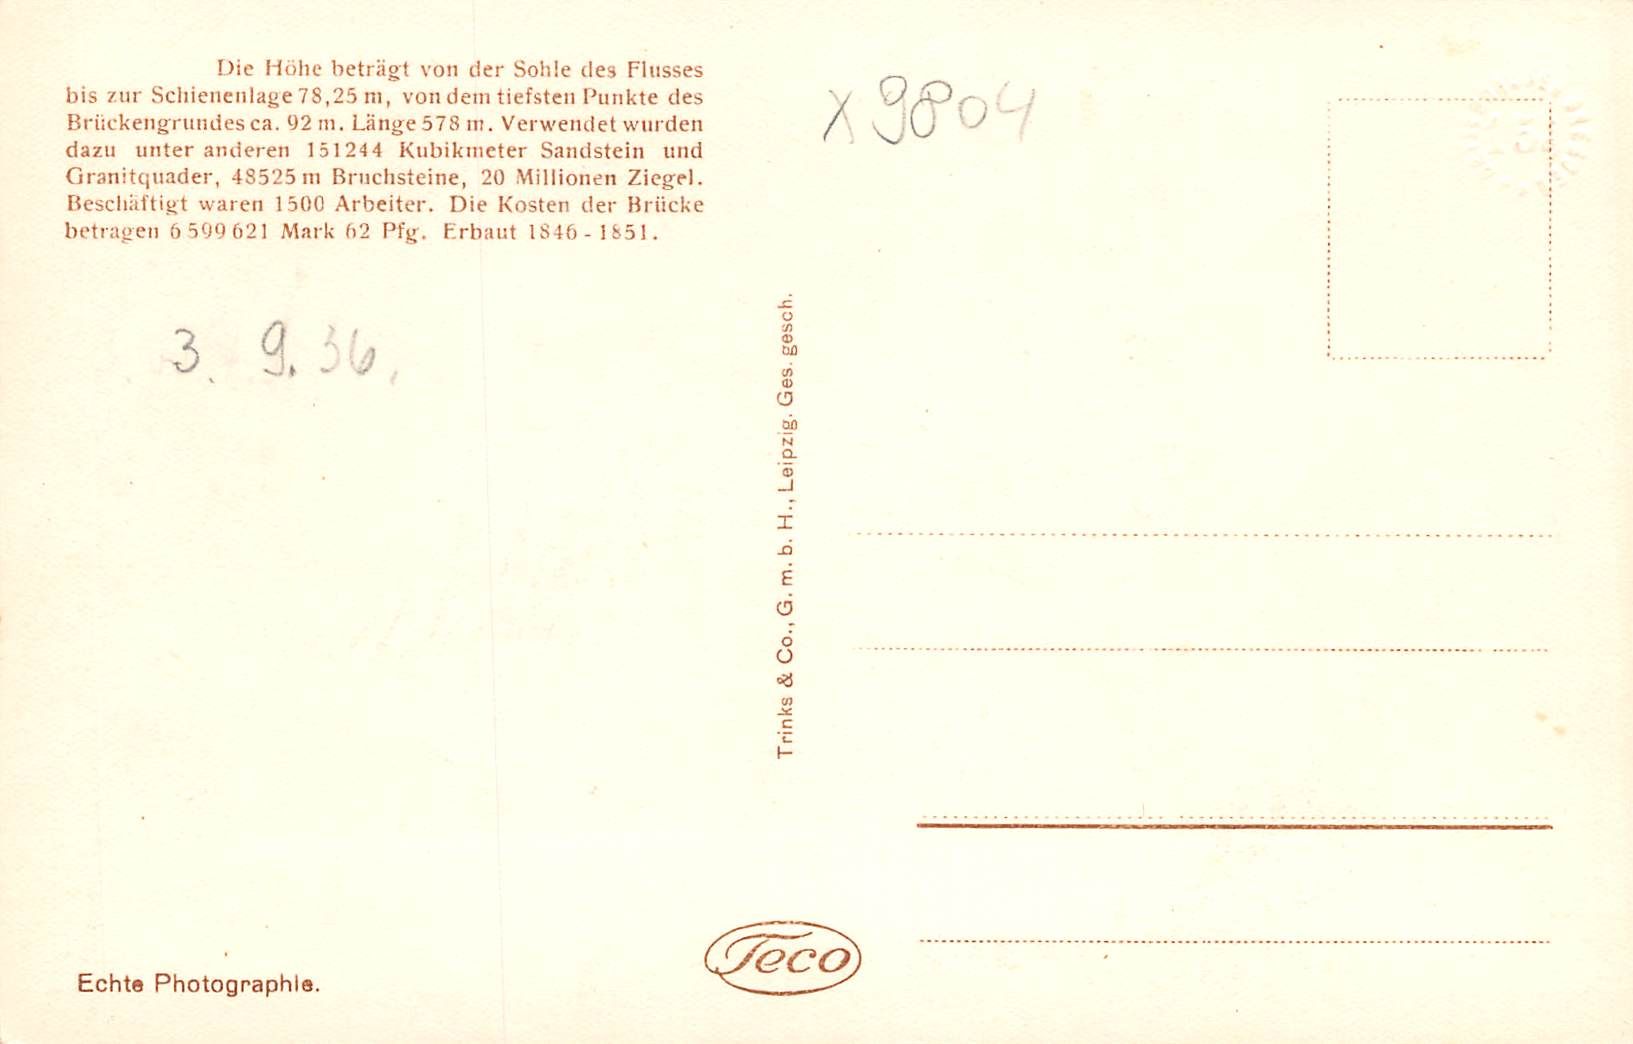 Die Höhe beträgt von der Sohle des Flusses
bis zur Schienenlage 78,25 m, von dem tiefsten Punkte des
Brückengrundes ca. 92 m. Länge 578 m. Verwendet wurden
dazu unter anderen 151244 Kubikmeter Sandstein und
Granitquader, 48525 m Bruchsteine, 20 Millionen Ziegel.
Beschäftigt waren 1500 Arbeiter. Die Kosten der Brücke
betragen 6 599 621 Mark 62 Pfg. Erbaut 1846 - 1851.
3. 9. 36.
Echte Photographie.
Trinks & Co., G. m. b. H., Leipzig. Ges. gesch.
Teco
X 9804